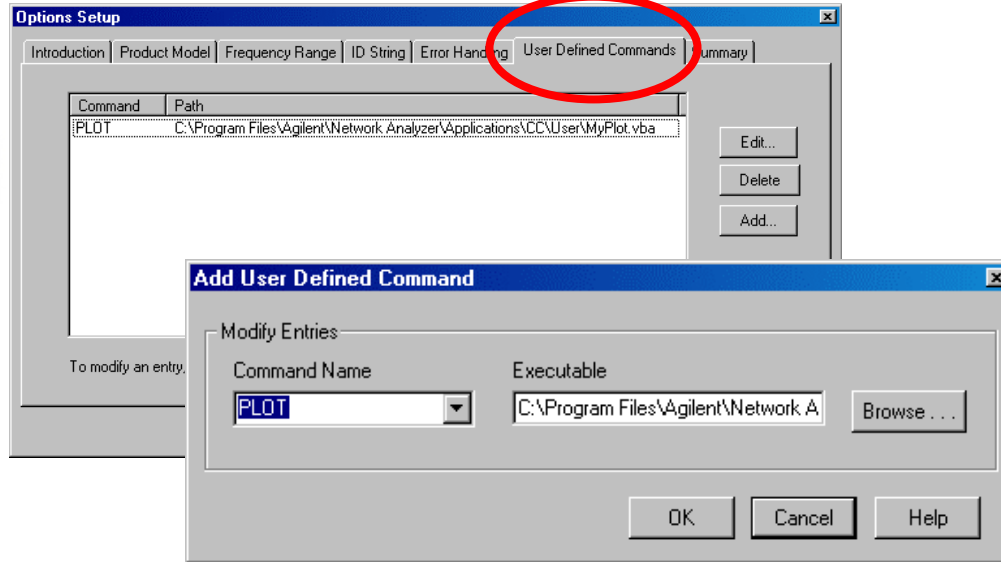 Options Setup
Introduction Product Model Frequency Range ID String Error Handing User Defined Commands Summary
Command Path
PLOT C:\Program Files\Agilent\Network Analyzer\Applications\CC\User\MyPlot.vba
Edit...
Delete
Add...
To modify an entry,
Add User Defined Command
Modify Entries
Command Name Executable
PLOT C:\Program Files\Agilent\Network A Browse . . .
OK Cancel Help